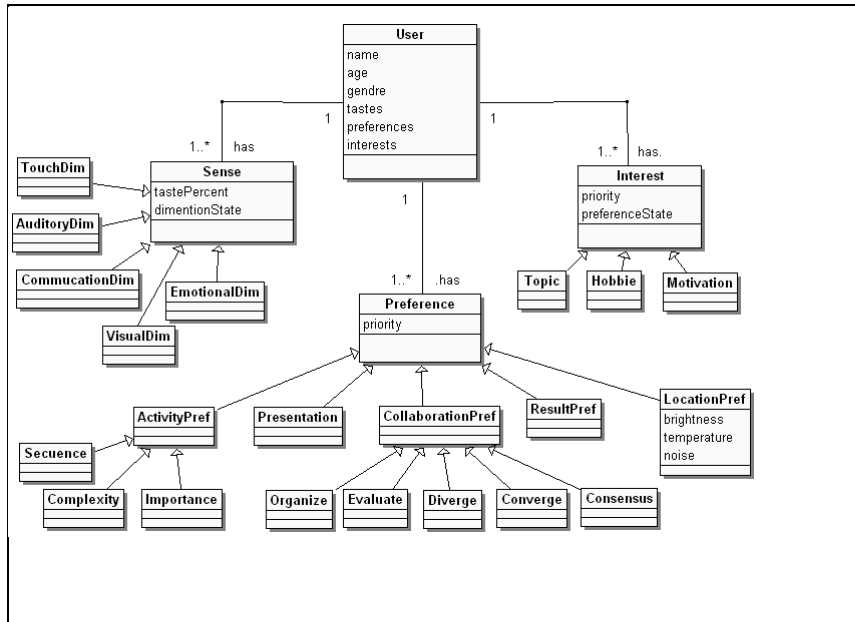 User
name
age
gendre
tastes
preferences
interests
1
1
1..* has
1..* has.
TouchDim
Sense
tastePercent
dimentionState
Interest
priority
preferenceState
1
AuditoryDim
CommucationDim
EmotionalDim
VisualDim
Topic
Hobbie
Motivation
1..* .has
Preference
priority
ActivityPref
Presentation
CollaborationPref
ResultPref
LocationPref
brightness
temperature
noise
Secuence
Complexity
Importance
Organize
Evaluate
Diverge
Converge
Consensus